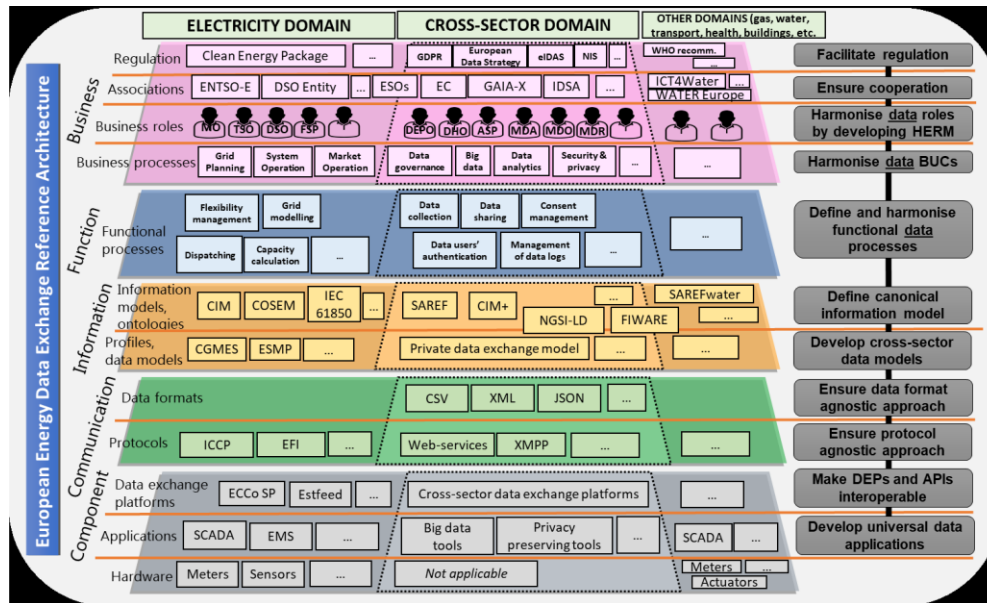 ELECTRICITY DOMAIN
CROSS-SECTOR DOMAIN
OTHER DOMAINS (gas, water,
transport, health, buildings, etc.
European Energy Data Exchange Reference Architecture
Business
Regulation
Clean Energy Package
...
GDPR
European
Data Strategy
eIDAS
NIS
...
WHO recomm.
...
Facilitate regulation
Associations
ENTSO-E
DSO Entity
...
ESOs
EC
GAIA-X
IDSA
...
ICT4Water
...
WATER Europe
Ensure cooperation
Business roles
MO
TSO
DSO
FSP
DEPO
DHO
ASP
MDA
MDO
MDR
Harmonise data roles
by developing HERM
Business processes
Grid
Planning
System
Operation
Market
Operation
Data
governance
Big
data
Data
analytics
Security &
privacy
...
...
Harmonise data BUCs
Function
Functional
processes
Flexibility
management
Grid
modelling
Dispatching
Capacity
calculation
...
Data
collection
Data
sharing
Consent
management
Data users'
authentication
Management
of data logs
...
...
Define and harmonise
functional data
processes
Information
Information
models,
ontologies
CIM
COSEM
IEC
61850
...
SAREF
CIM+
...
NGSI-LD
FIWARE
SAREFwater
...
Define canonical
information model
Profiles,
data models
CGMES
ESMP
...
Private data exchange model
...
...
Develop cross-sector
data models
Communication
Data formats
CSV
XML
JSON
...
Ensure data format
agnostic approach
Protocols
ICCP
EFI
...
Web-services
XMPP
...
...
Ensure protocol
agnostic approach
Component
Data exchange
platforms
ECCo SP
Estfeed
...
Cross-sector data exchange platforms
...
Make DEPs and APIs
interoperable
Applications
SCADA
EMS
...
Big data
tools
Privacy
preserving tools
...
SCADA
...
Develop universal data
applications
Hardware
Meters
Sensors
...
Not applicable
Meters
...
Actuators